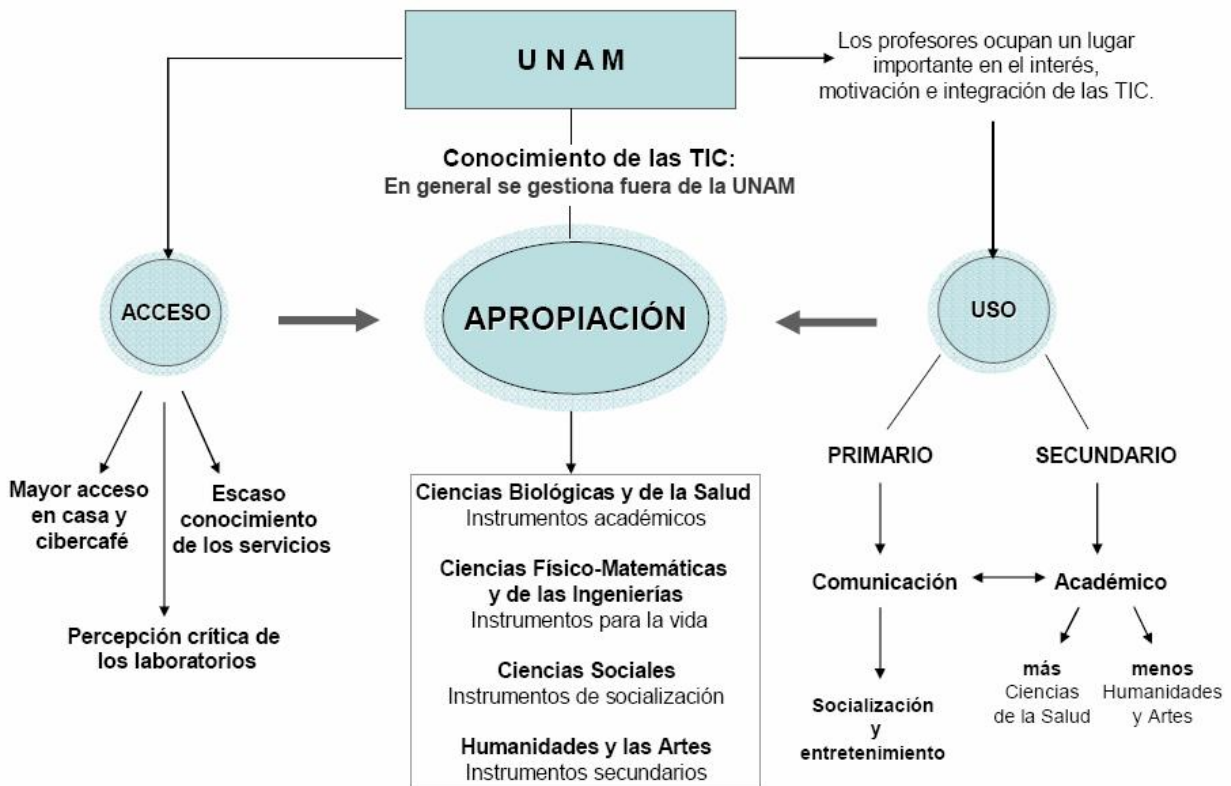 U N A M
Los profesores ocupan un lugar
importante en el interés,
motivación e integración de las TIC.
Conocimiento de las TIC:
En general se gestiona fuera de la UNAM
ACCESO
APROPIACIÓN
USO
Mayor acceso
en casa y
cibercafé
Escaso
conocimiento
de los servicios
Percepción crítica de
los laboratorios
Ciencias Biológicas y de la Salud
Instrumentos académicos
Ciencias Físico-Matemáticas
y de las Ingenierías
Instrumentos para la vida
Ciencias Sociales
Instrumentos de socialización
Humanidades y las Artes
Instrumentos secundarios
PRIMARIO
SECUNDARIO
Comunicación
Académico
Socialización
y
entretenimiento
más
Ciencias
de la Salud
menos
Humanidades
y Artes